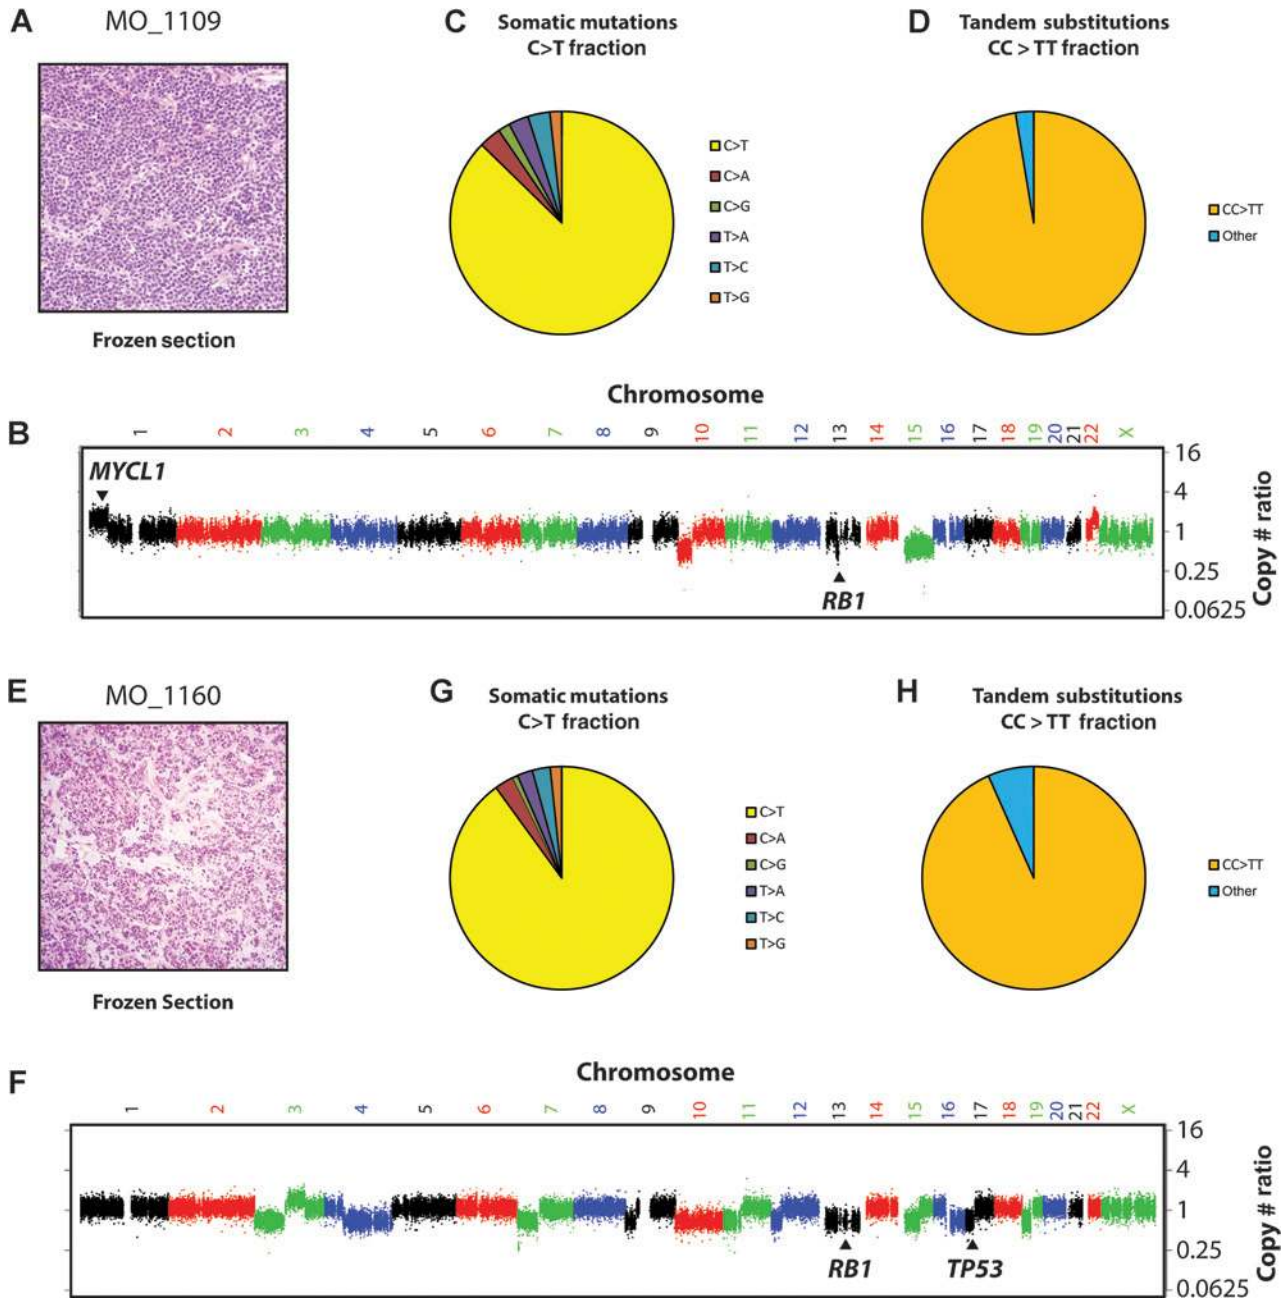 A
MO_1109
Frozen section
C
Somatic mutations
C>T fraction
C>T
C>A
C>G
T>A
T>C
T>G
D
Tandem substitutions
CC > TT fraction
CC>TT
Other
B
Chromosome
1 2 3 4 5 6 7 8 9 10 11 12 13 14 15 16 17 18 19 20 21 22 X
MYCL1
RB1
16
4
1
0.25
0.0625
Copy # ratio
E
MO_1160
Frozen Section
G
Somatic mutations
C>T fraction
C>T
C>A
C>G
T>A
T>C
T>G
H
Tandem substitutions
CC > TT fraction
CC>TT
Other
F
Chromosome
1 2 3 4 5 6 7 8 9 10 11 12 13 14 15 16 17 18 19 20 21 22 X
RB1
TP53
16
4
1
0.25
0.0625
Copy # ratio